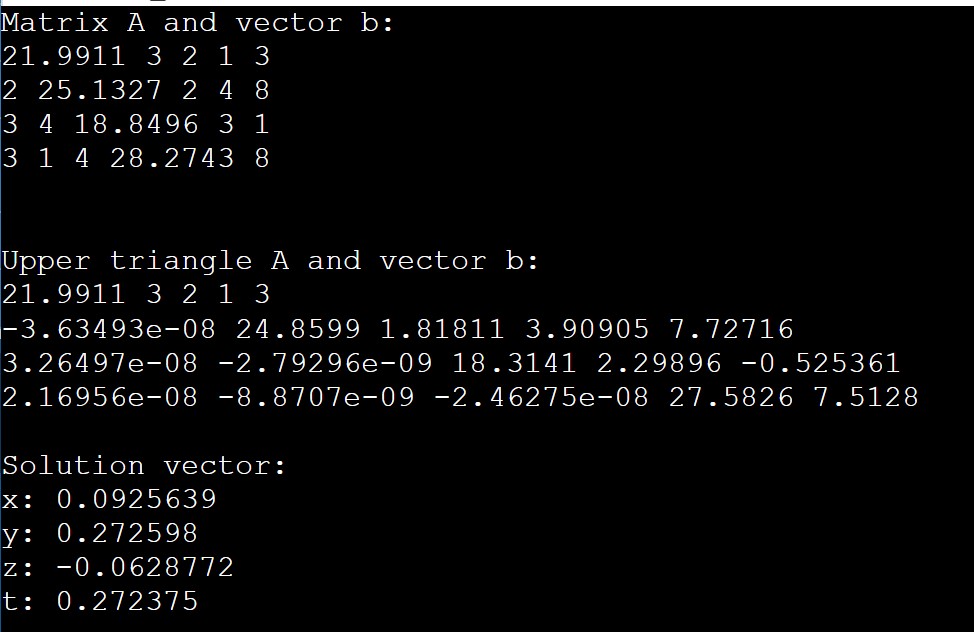 Matrix A and vector b:
21.9911 3 2 1 3
2 25.1327 2 4 8
3 4 18.8496 3 1
3 1 4 28.2743 8
Upper triangle A and vector b:
21.9911 3 2 1 3
-3.63493e-08 24.8599 1.81811 3.90905 7.72716
3.26497e-08 -2.79296e-09 18.3141 2.29896 -0.525361
2.16956e-08 -8.8707e-09 -2.46275e-08 27.5826 7.5128
Solution vector:
x: 0.0925639
y: 0.272598
z: -0.0628772
t: 0.272375